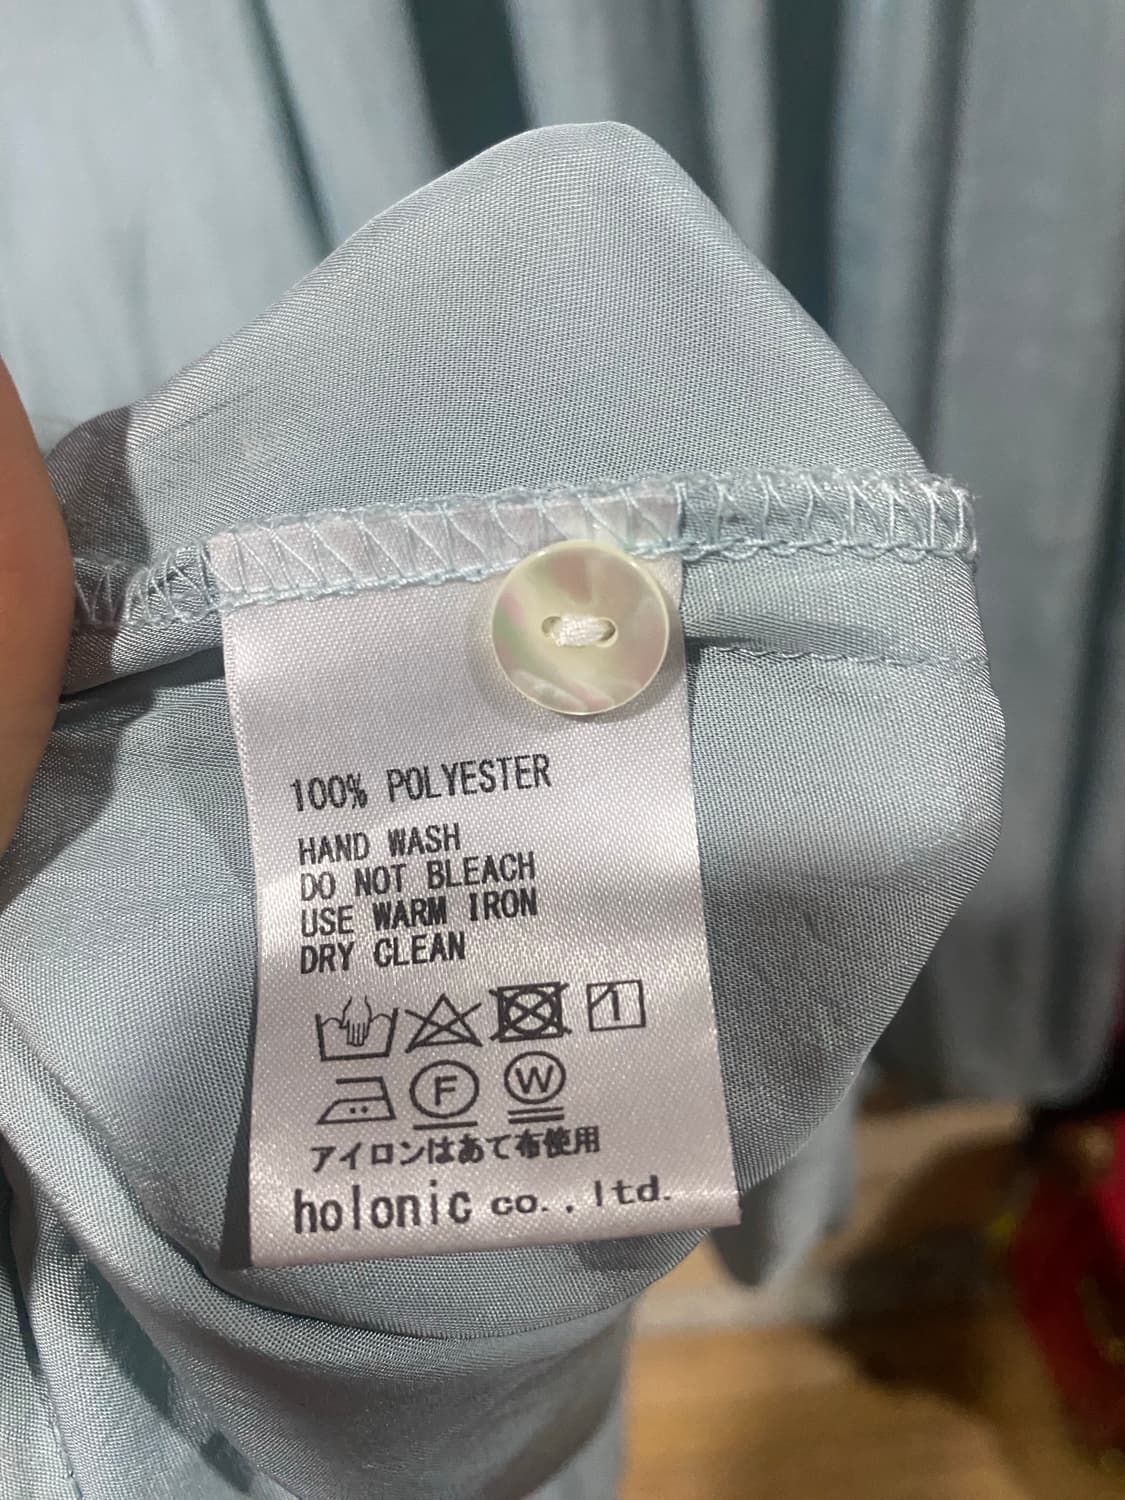 100% POLYESTER
HAND WASH
DO NOT BLEACH
USE WARM IRON
DRY CLEAN
1
F W
アイロンはあて布使用
holonic co.,ltd.